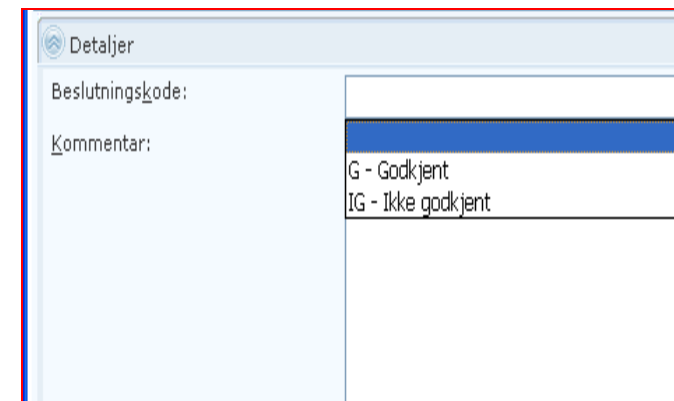 Detaljer
Beslutningskode:
Kommentar:
G - Godkjent
IG - Ikke godkjent